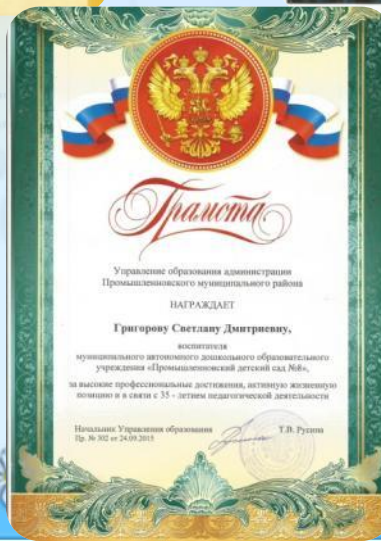 Грамота
Управление образования администрации
Промышленновского муниципального района
НАГРАЖДАЕТ
Григорову Светлану Дмитриевну,
воспитателя
муниципального автономного дошкольного образовательного
учреждения «Промышленновский детский сад №8»,
за высокие профессиональные достижения, активную жизненную
позицию и в связи с 35 - летием педагогической деятельности
Начальник Управления образования Т.В.
Пр. № 302 от 24.09.2015